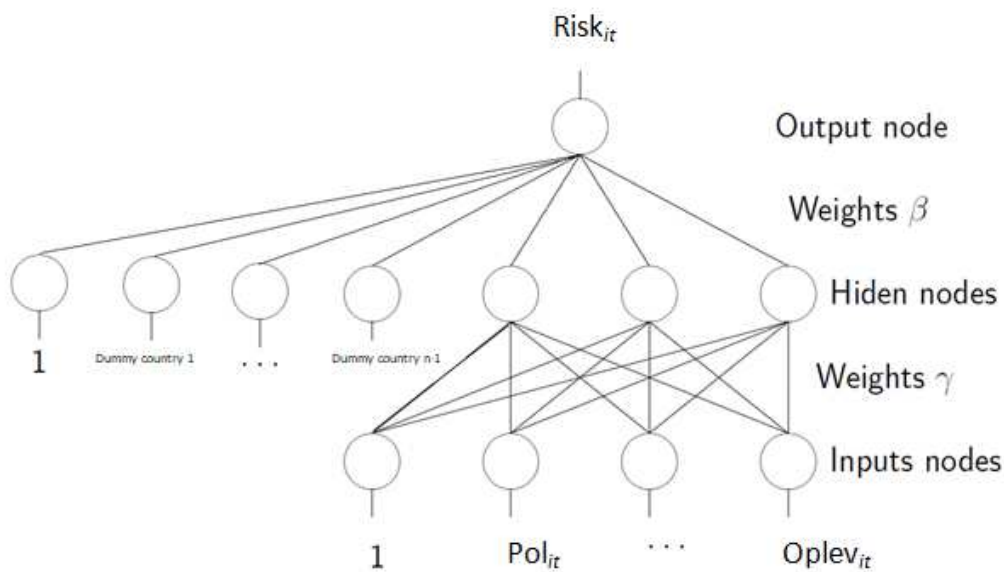 Risk_it
Output node
Weights β
Hiden nodes
1 Dummy country 1 ... Dummy country n-1
Weights γ
Inputs nodes
1 Pol_it ... Oplev_it